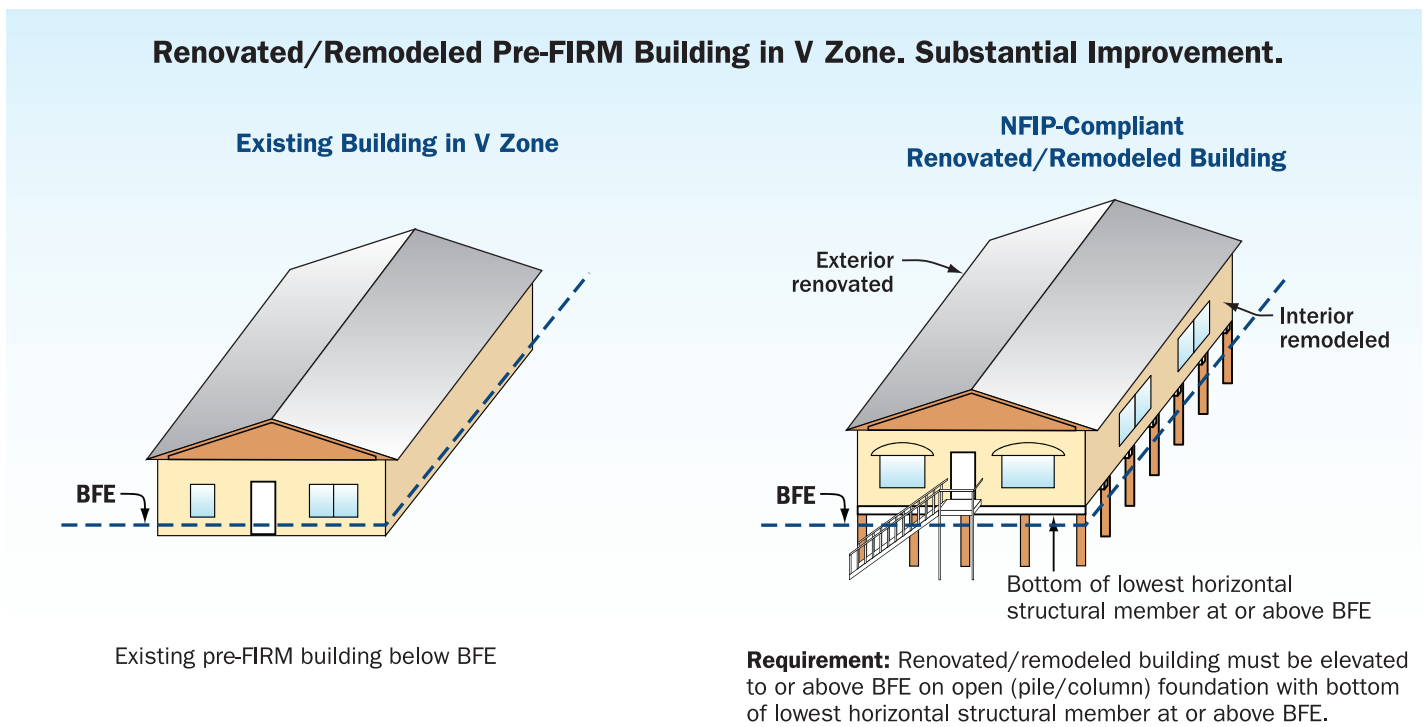 Renovated/Remodeled Pre-FIRM Building in V Zone. Substantial Improvement.
Existing Building in V Zone
BFE
Existing pre-FIRM building below BFE
NFIP-Compliant
Renovated/Remodeled Building
Exterior
renovated
Interior
remodeled
BFE
Bottom of lowest horizontal
structural member at or above BFE
Requirement: Renovated/remodeled building must be elevated
to or above BFE on open (pile/column) foundation with bottom
of lowest horizontal structural member at or above BFE.